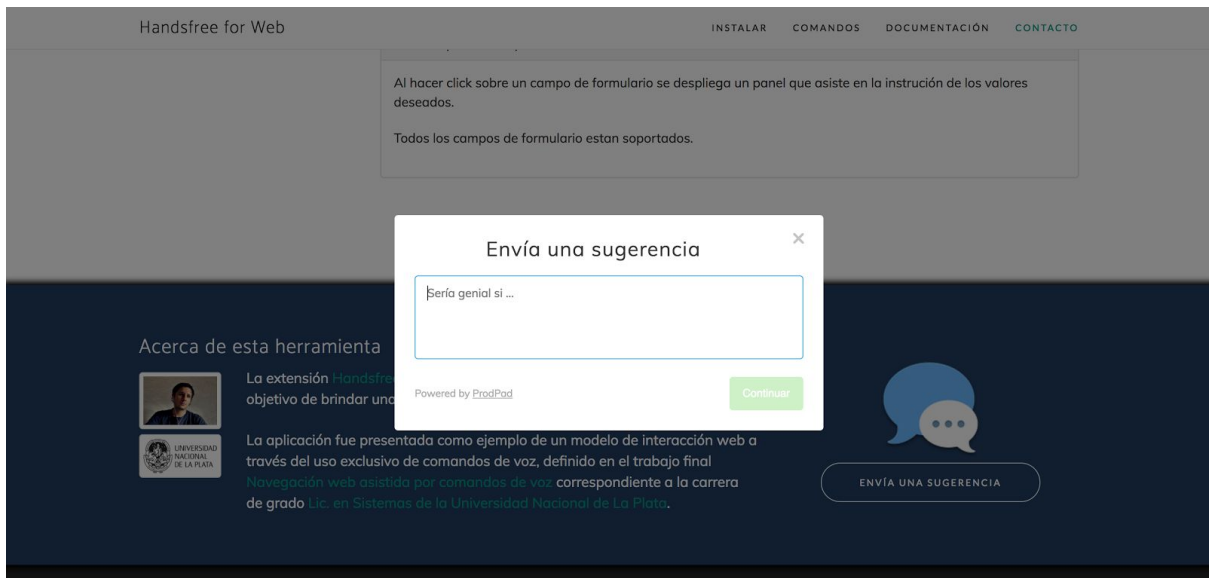 Handsfree for Web
INSTALAR COMANDOS DOCUMENTACIÓN CONTACTO
Al hacer click sobre un campo de formulario se despliega un panel que asiste en la instrución de los valores
deseados.
Todos los campos de formulario estan soportados.
Envía una sugerencia
×
Sería genial si ...
Powered by ProdPad
Continuar
Acerca de esta herramienta
La extensión
objetivo de brindar
UNIVERSIDAD
NACIONAL
DE LA PLATA
La aplicación fue presentada como ejemplo de un modelo de interacción web a
través del uso exclusivo de comandos de voz, definido en el trabajo final
Navegación web asistida por comandos de voz correspondiente a la carrera
de grado Lic. en Sistemas de la Universidad Nacional de La Plata.
ENVÍA UNA SUGERENCIA